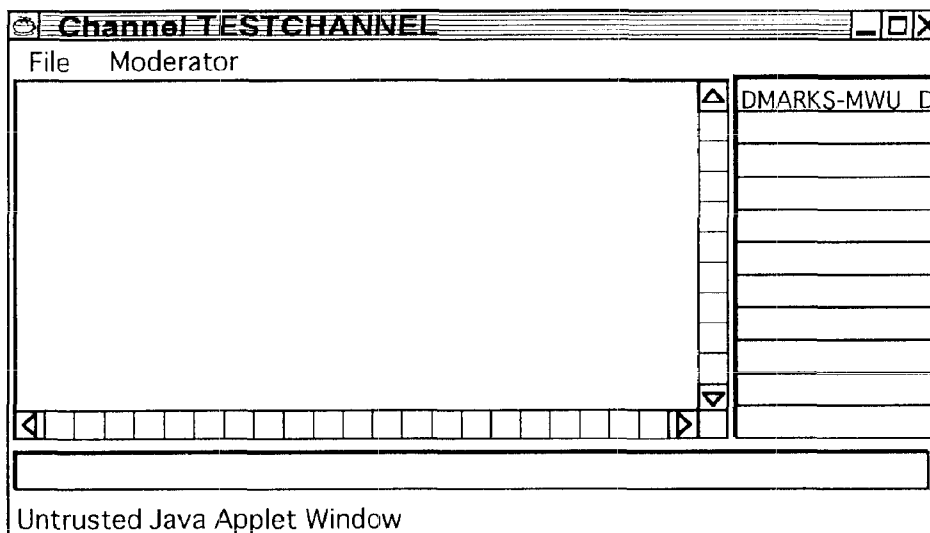 Channel TESTCHANNEL
File Moderator
DMARKS-MWU D
Untrusted Java Applet Window